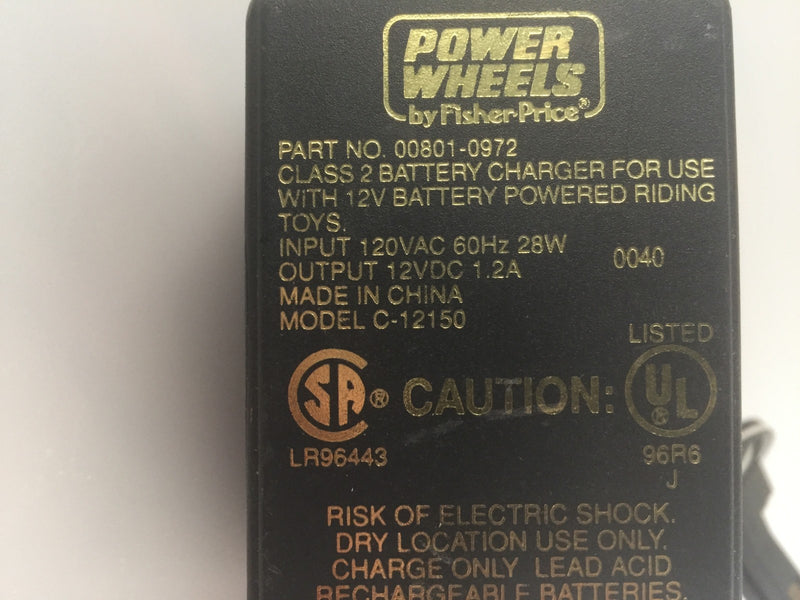 POWER
WHEELS
by Fisher-Price®
PART NO. 00801-0972
CLASS 2 BATTERY CHARGER FOR USE
WITH 12V BATTERY POWERED RIDING
TOYS.
INPUT 120VAC 60Hz 28W
OUTPUT 12VDC 1.2A
0040
MADE IN CHINA
MODEL C-12150
LISTED
SA® CAUTION: UL®
LR96443
96R6
J
RISK OF ELECTRIC SHOCK.
DRY LOCATION USE ONLY.
CHARGE ONLY LEAD ACID
RECHARGEABLE BATTERIES.